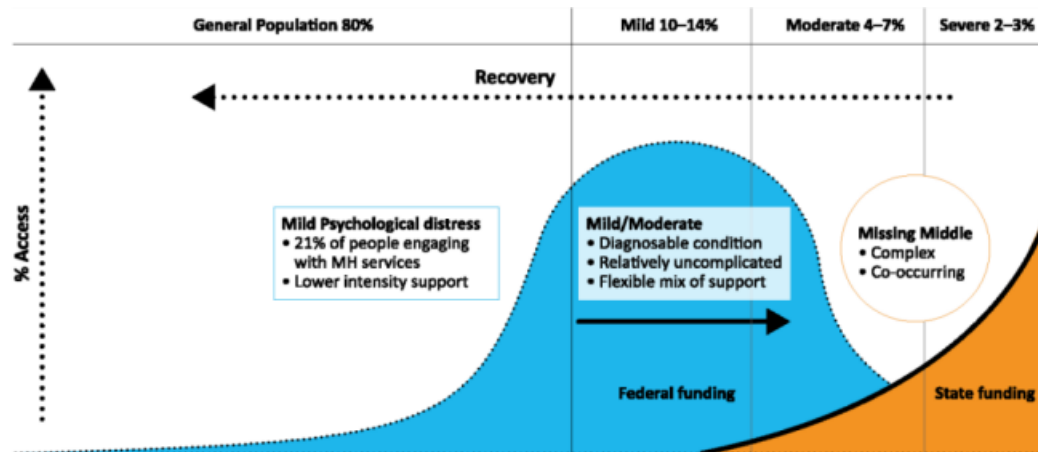 General Population 80%
Mild 10–14%
Moderate 4–7%
Severe 2–3%
Recovery
% Access
Mild Psychological distress
• 21% of people engaging
with MH services
• Lower intensity support
Mild/Moderate
• Diagnosable condition
• Relatively uncomplicated
• Flexible mix of support
Missing Middle
• Complex
• Co-occurring
Federal funding
State funding